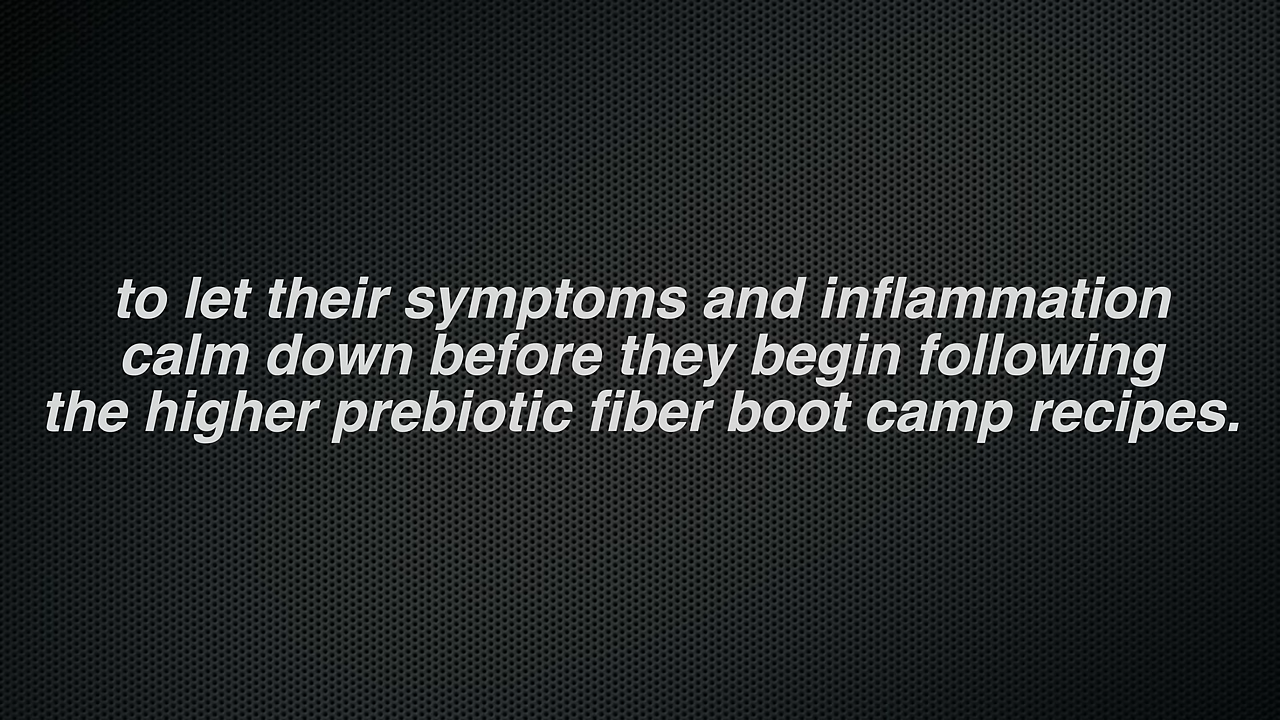 to let their symptoms and inflammation
calm down before they begin following
the higher prebiotic fiber boot camp recipes.